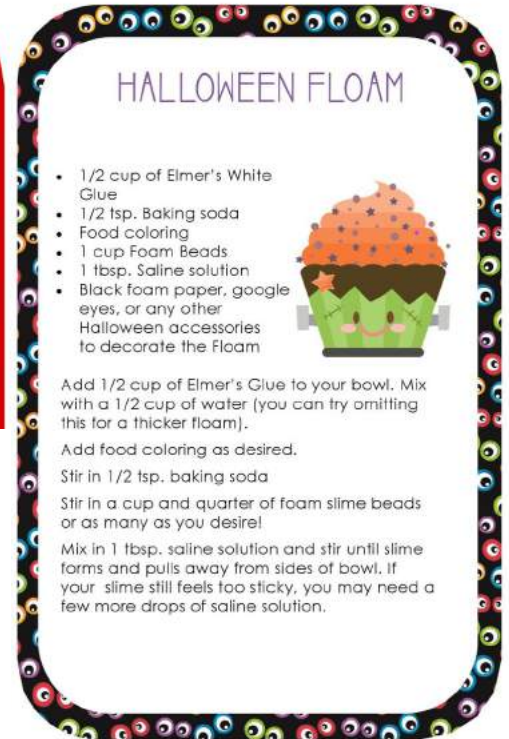 HALLOWEEN FLOAM
• 1/2 cup of Elmer's White
Glue
• 1/2 tsp. Baking soda
• Food coloring
• 1 cup Foam Beads
• 1 tbsp. Saline solution
• Black foam paper, google
eyes, or any other
Halloween accessories
to decorate the Floam
Add 1/2 cup of Elmer's Glue to your bowl. Mix
with a 1/2 cup of water (you can try omitting
this for a thicker floam).
Add food coloring as desired.
Stir in 1/2 tsp. baking soda
Stir in a cup and quarter of foam slime beads
or as many as you desire!
Mix in 1 tbsp. saline solution and stir until slime
forms and pulls away from sides of bowl. If
your slime still feels too sticky, you may need a
few more drops of saline solution.